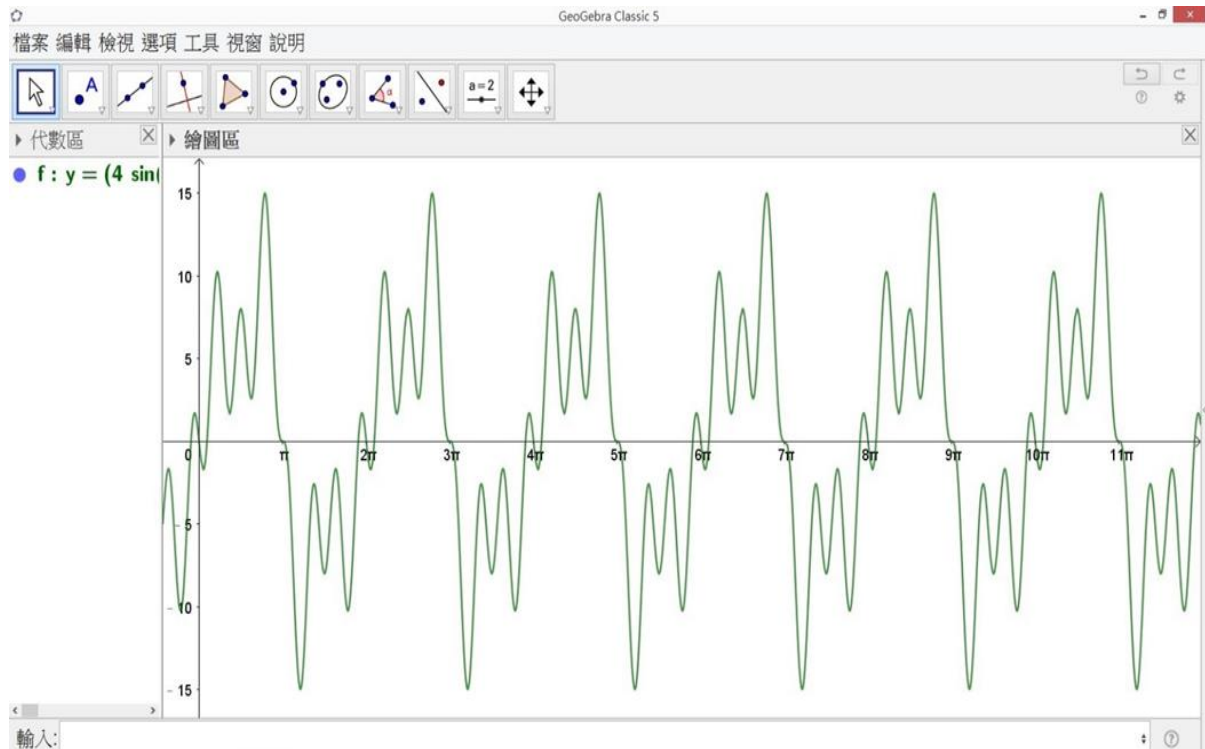 GeoGebra Classic 5
檔案 編輯 檢視 選項 工具 視窗 說明
A α a = 2
代數區
繪圖區
f : y = (4 sin(
15
10
5
0 π 2π 3π 4π 5π 6π 7π 8π 9π 10π 11π
- 5
- 10
- 15
輸入: